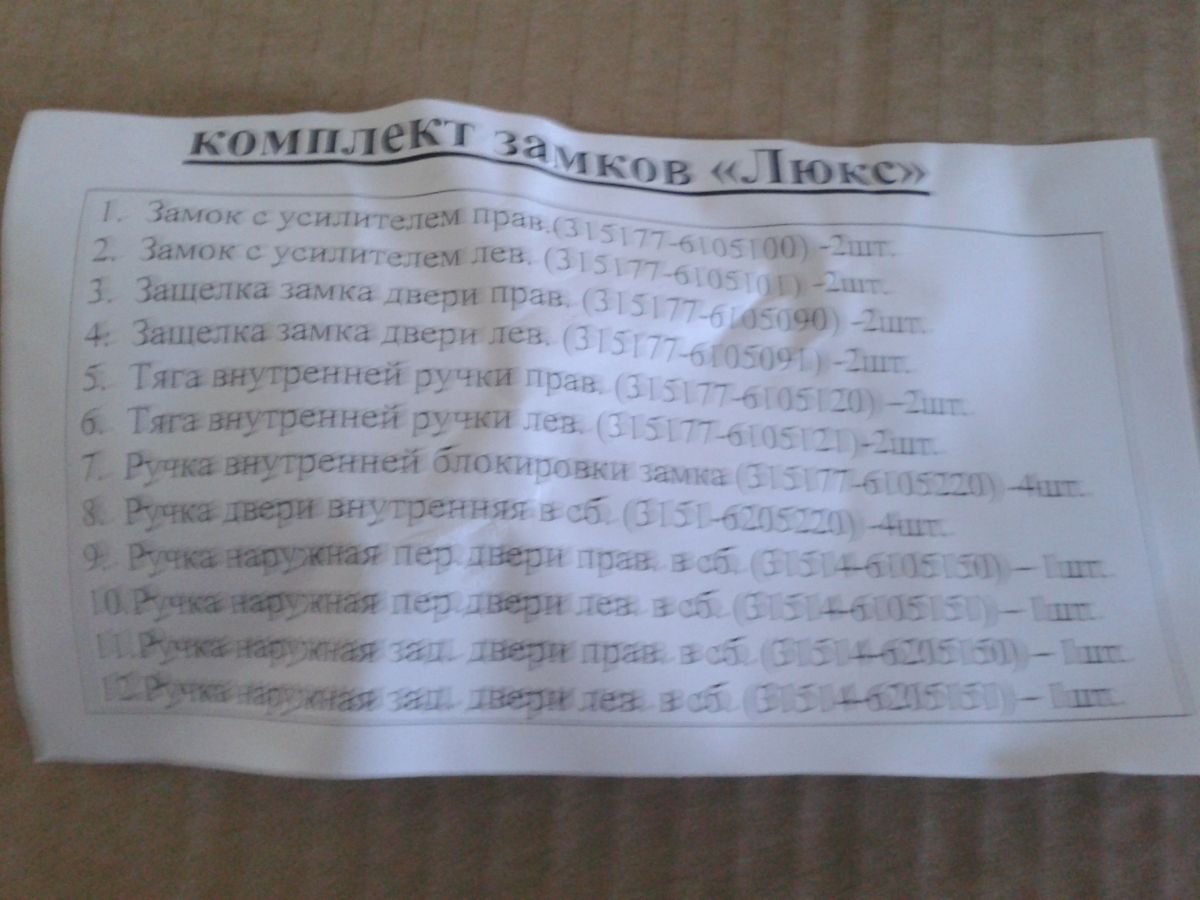 комплект замков «Люкс»
1. Замок с усилителем прав.(315177-6105100) -2шт.
2. Замок с усилителем лев. (315177-6105101) -2шт.
3. Защелка замка двери прав. (315177-6105090) -2шт.
4. Защелка замка двери лев. (315177-6105091) -2шт.
5. Тяга внутренней ручки прав. (315177-6105120) –2шт.
6. Тяга внутренней ручки лев. (315177-6105121)-2шт.
7. Ручка внутренней блокировки замка (315177-6105220) -4шт.
8. Ручка двери внутренняя в сб. (3151-6205220) -4шт.
9. Ручка наружная пер. двери прав. в сб. (31514-6105150) – 1шт.
10.Ручка наружная пер.двери лев. в сб. (31514-6105151) – 1шт.
11.Ручка наружная зад. двери прав. в сб. (31514-6205150) – 1шт.
12.Ручка наружная зад. двери лев. в сб. (31514-6205151) – 1шт.